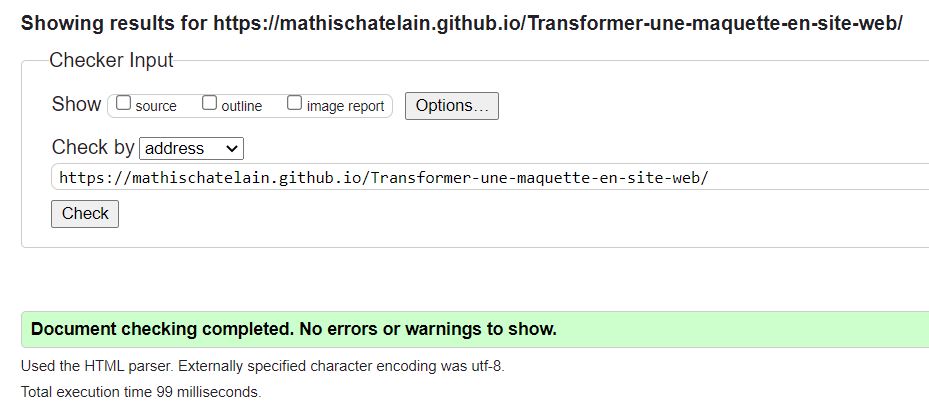 Showing results for https://mathischatelain.github.io/Transformer-une-maquette-en-site-web/
Checker Input
Show source outline image report Options...
Check by address
https://mathischatelain.github.io/Transformer-une-maquette-en-site-web/
Check
Document checking completed. No errors or warnings to show.
Used the HTML parser. Externally specified character encoding was utf-8.
Total execution time 99 milliseconds.